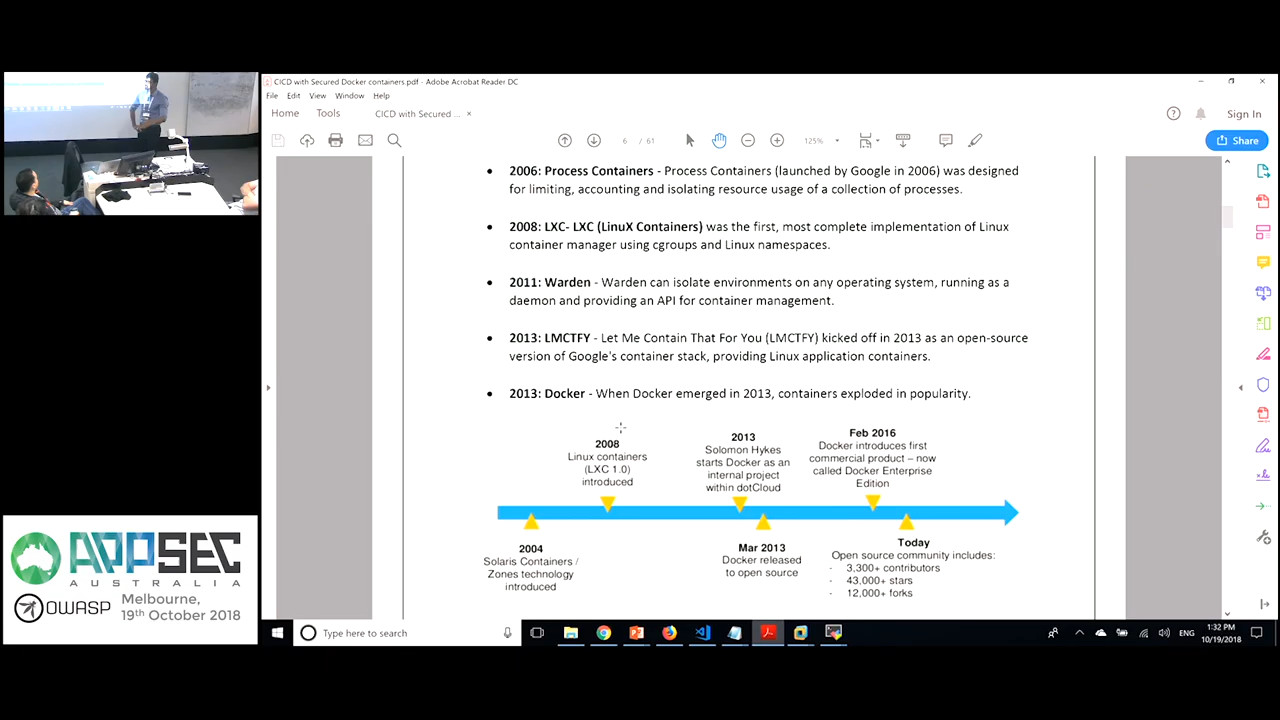 CICD with Secured Docker containers.pdf - Adobe Acrobat Reader DC
File Edit View Window Help
Home Tools CICD with Secured ... ×
6 / 61
125%
Sign In
Share
• 2006: Process Containers - Process Containers (launched by Google in 2006) was designed
for limiting, accounting and isolating resource usage of a collection of processes.
• 2008: LXC- LXC (LinuX Containers) was the first, most complete implementation of Linux
container manager using cgroups and Linux namespaces.
• 2011: Warden - Warden can isolate environments on any operating system, running as a
daemon and providing an API for container management.
• 2013: LMCTFY - Let Me Contain That For You (LMCTFY) kicked off in 2013 as an open-source
version of Google's container stack, providing Linux application containers.
• 2013: Docker - When Docker emerged in 2013, containers exploded in popularity.
2008
Linux containers
(LXC 1.0)
introduced
2013
Solomon Hykes
starts Docker as an
internal project
within dotCloud
Feb 2016
Docker introduces first
commercial product – now
called Docker Enterprise
Edition
2004
Solaris Containers /
Zones technology
introduced
Mar 2013
Docker released
to open source
Today
Open source community includes:
- 3,300+ contributors
- 43,000+ stars
- 12,000+ forks
APPSEC
AUSTRALIA
OWASP
Melbourne,
19th October 2018
Type here to search
ENG
1:32 PM
10/19/2018